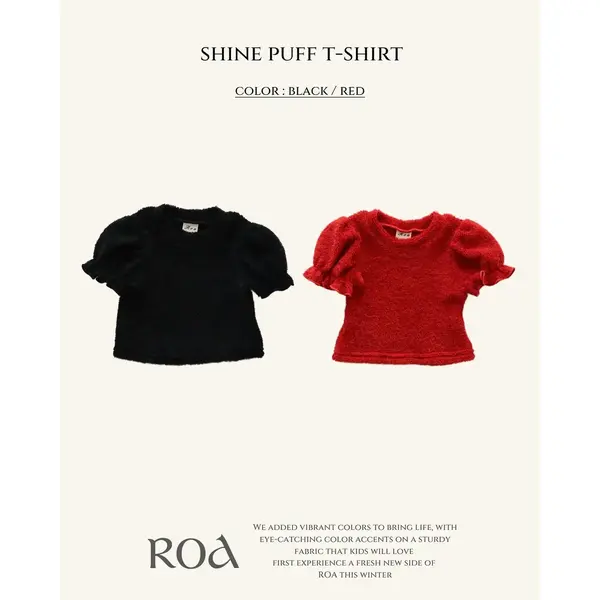 SHINE PUFF T-SHIRT
COLOR : BLACK / RED
ROA
WE ADDED VIBRANT COLORS TO BRING LIFE, WITH
EYE-CATCHING COLOR ACCENTS ON A STURDY
FABRIC THAT KIDS WILL LOVE
FIRST EXPERIENCE A FRESH NEW SIDE OF
ROA THIS WINTER